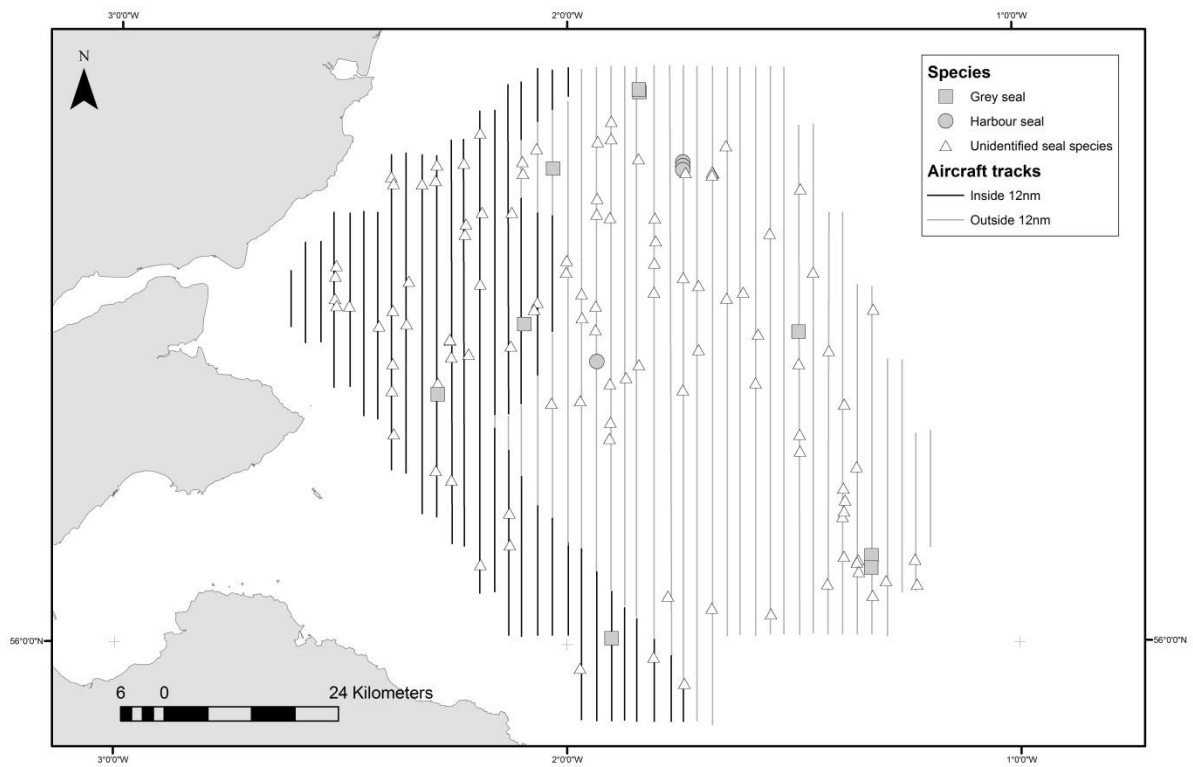 3°0'0"W 2°0'0"W 1°0'0"W
N
Species
Grey seal
Harbour seal
Unidentified seal species
Aircraft tracks
Inside 12nm
Outside 12nm
56°0'0"N 56°0'0"N
6 0 24 Kilometers
3°0'0"W 2°0'0"W 1°0'0"W